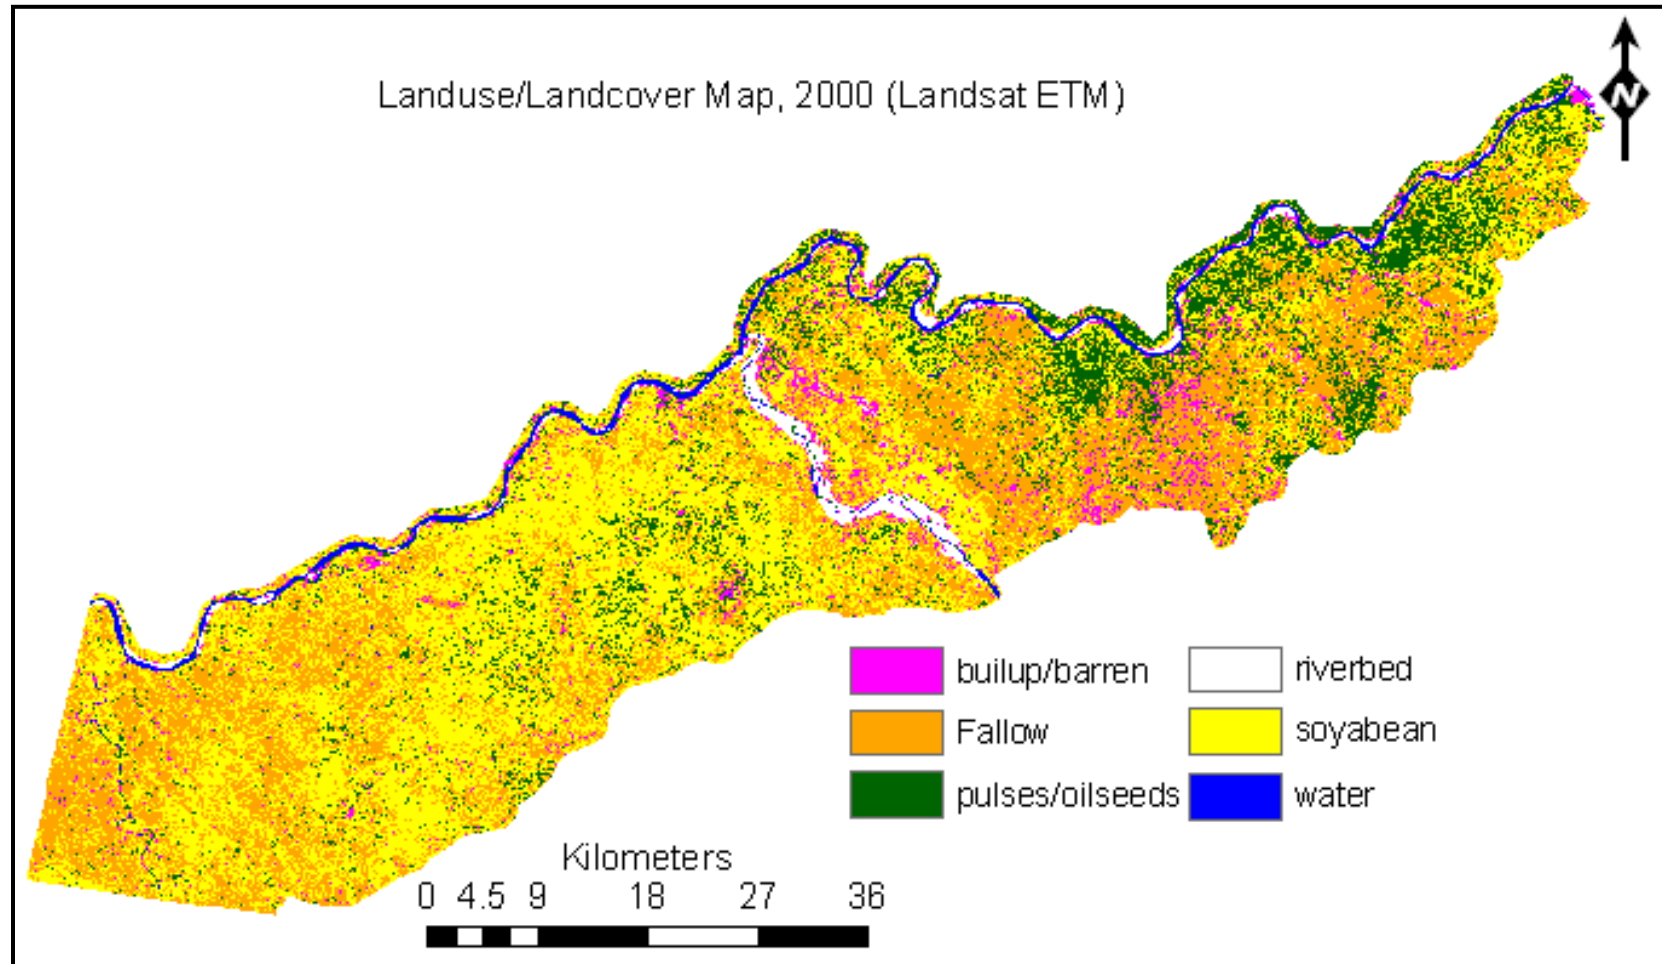 Landuse/Landcover Map, 2000 (Landsat ETM)
N
builup/barren
riverbed
Fallow
soyabean
pulses/oilseeds
water
Kilometers
0 4.5 9 18 27 36